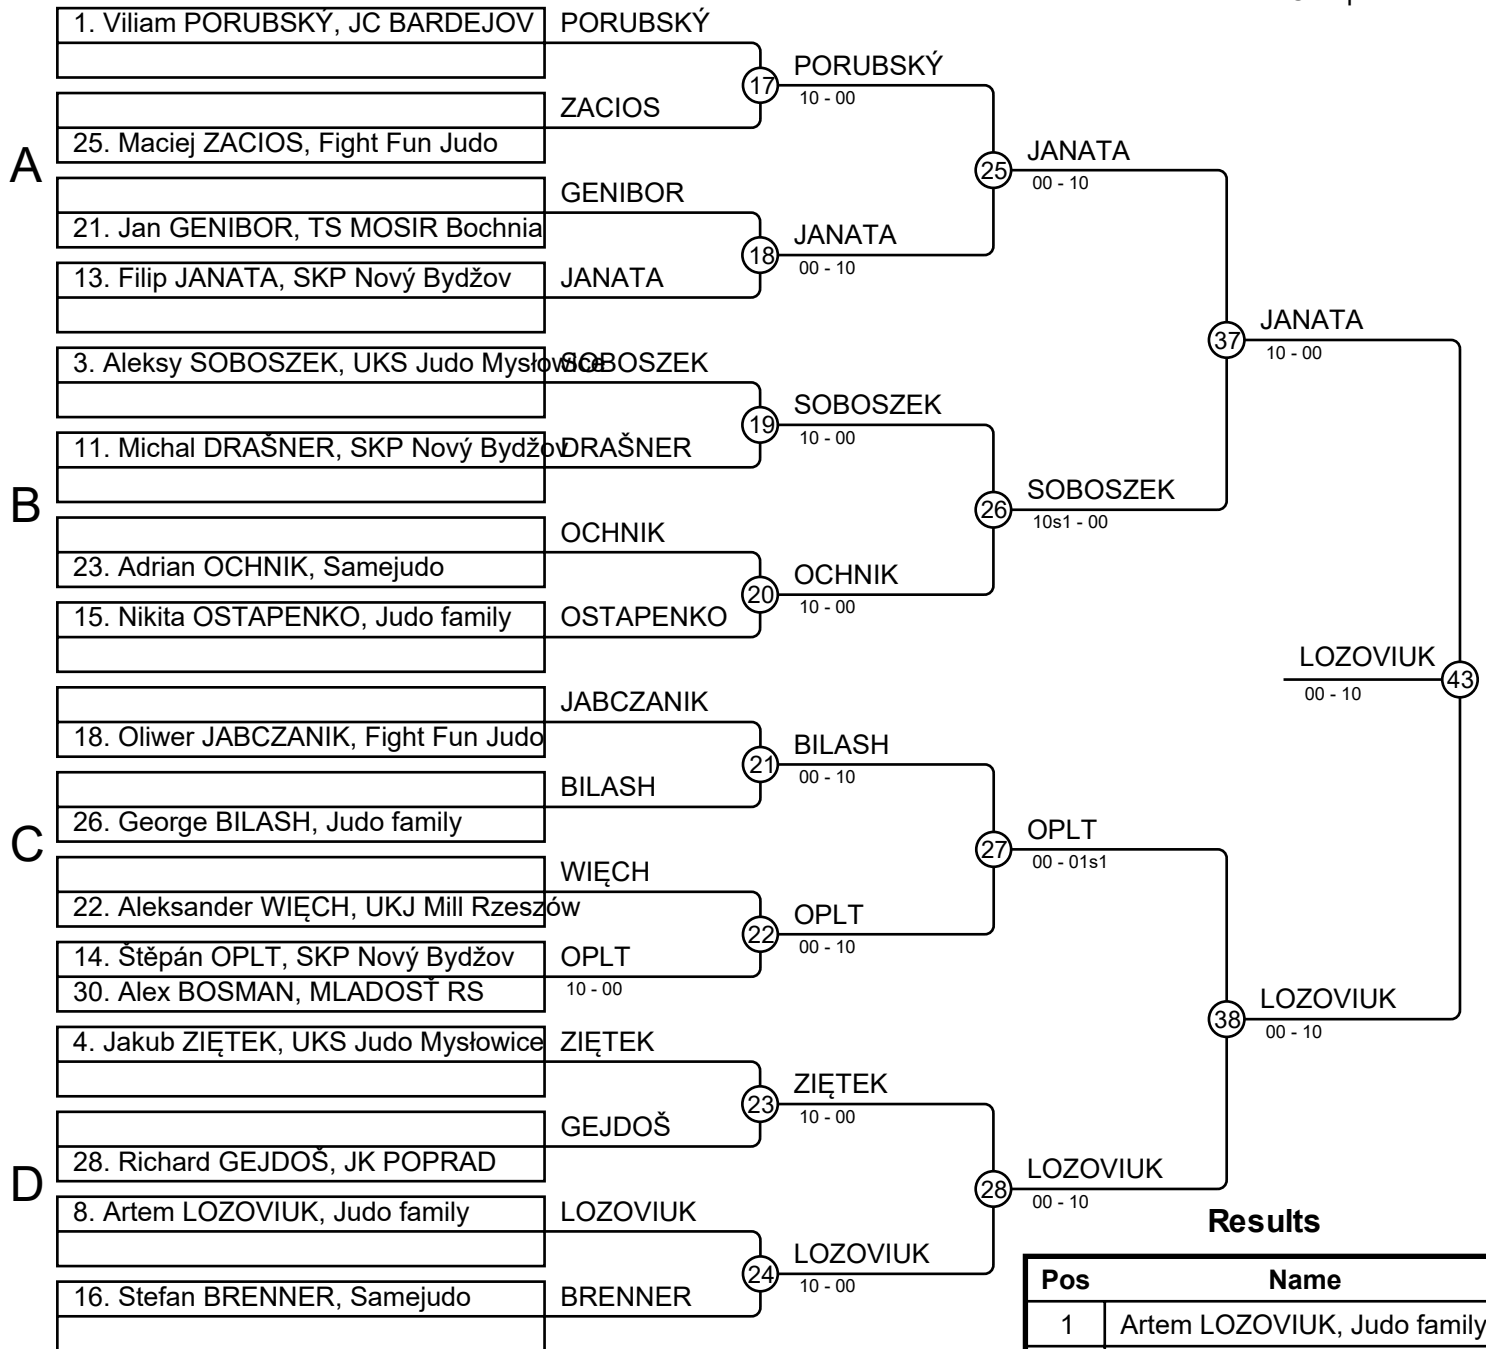 1. Viliam PORUBSKÝ, JC BARDEJOV
PORUBSKÝ
17
PORUBSKÝ
10 - 00
ZACIOS
25. Maciej ZACIOS, Fight Fun Judo
A
25
JANATA
00 - 10
GENIBOR
21. Jan GENIBOR, TS MOSIR Bochnia
18
JANATA
00 - 10
13. Filip JANATA, SKP Nový Bydžov
JANATA
37
JANATA
10 - 00
3. Aleksy SOBOSZEK, UKS Judo Mysłowice
SOBOSZEK
19
SOBOSZEK
10 - 00
11. Michal DRAŠNER, SKP Nový Bydžov
DRAŠNER
B
26
SOBOSZEK
10s1 - 00
OCHNIK
23. Adrian OCHNIK, Samejudo
20
OCHNIK
10 - 00
15. Nikita OSTAPENKO, Judo family
OSTAPENKO
LOZOVIUK
43
00 - 10
JABCZANIK
18. Oliwer JABCZANIK, Fight Fun Judo
21
BILASH
00 - 10
BILASH
26. George BILASH, Judo family
C
27
OPLT
00 - 01s1
WIĘCH
22. Aleksander WIĘCH, UKJ Mill Rzeszów
22
OPLT
00 - 10
14. Štěpán OPLT, SKP Nový Bydžov
OPLT
10 - 00
30. Alex BOSMAN, MLADOSŤ RS
38
LOZOVIUK
00 - 10
4. Jakub ZIĘTEK, UKS Judo Mysłowice
ZIĘTEK
23
ZIĘTEK
10 - 00
GEJDOŠ
28. Richard GEJDOŠ, JK POPRAD
D
28
LOZOVIUK
00 - 10
8. Artem LOZOVIUK, Judo family
LOZOVIUK
24
LOZOVIUK
10 - 00
16. Stefan BRENNER, Samejudo
BRENNER
Results
Pos Name
1 Artem LOZOVIUK, Judo family